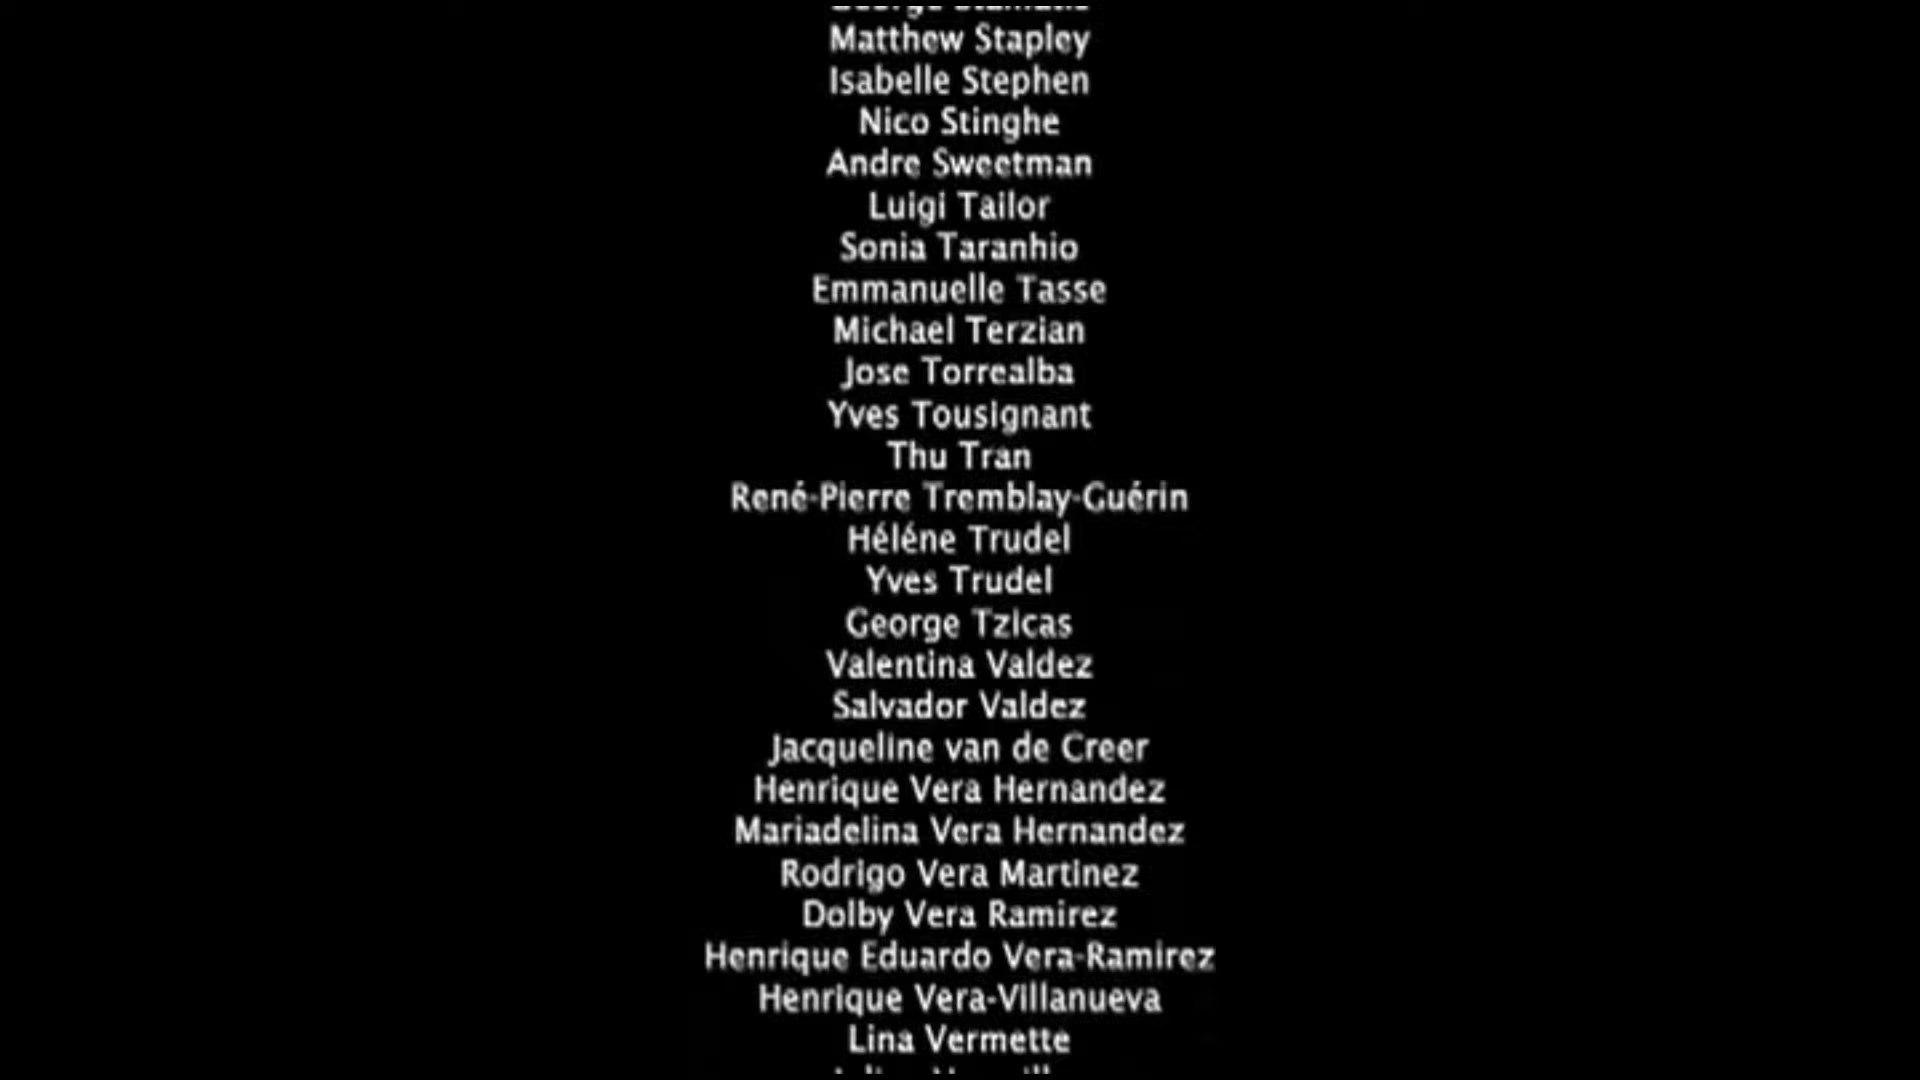 Matthew Stapley
Isabelle Stephen
Nico Stinghe
Andre Sweetman
Luigi Tailor
Sonia Taranhio
Emmanuelle Tasse
Michael Terzian
Jose Torrealba
Yves Tousignant
Thu Tran
René-Pierre Tremblay-Guérin
Héléne Trudel
Yves Trudel
George Tzicas
Valentina Valdez
Salvador Valdez
Jacqueline van de Creer
Henrique Vera Hernandez
Mariadelina Vera Hernandez
Rodrigo Vera Martinez
Dolby Vera Ramirez
Henrique Eduardo Vera-Ramirez
Henrique Vera-Villanueva
Lina Vermette